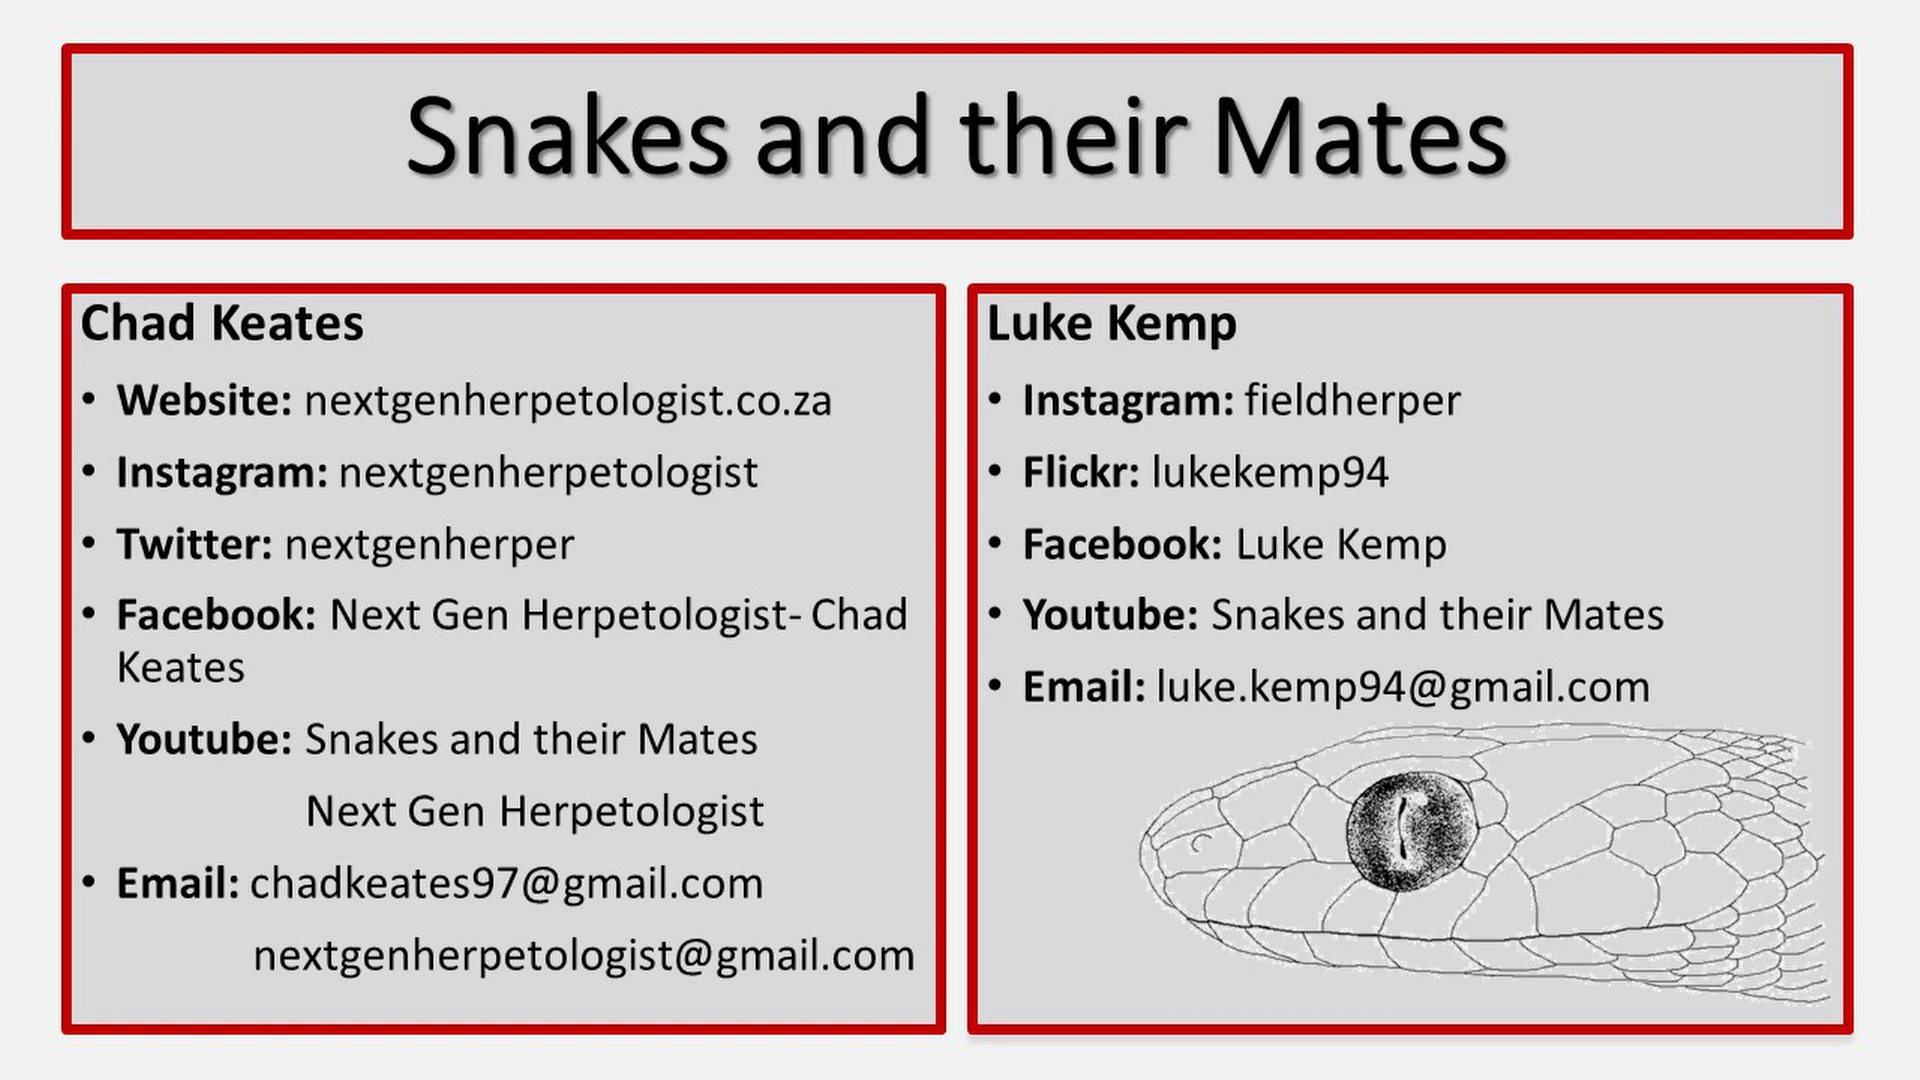 Snakes and their Mates
Chad Keates
• Website: nextgenherpetologist.co.za
• Instagram: nextgenherpetologist
• Twitter: nextgenherper
• Facebook: Next Gen Herpetologist- Chad
Keates
• Youtube: Snakes and their Mates
Next Gen Herpetologist
• Email: chadkeates97@gmail.com
nextgenherpetologist@gmail.com
Luke Kemp
• Instagram: fieldherper
• Flickr: lukekemp94
• Facebook: Luke Kemp
• Youtube: Snakes and their Mates
• Email: luke.kemp94@gmail.com